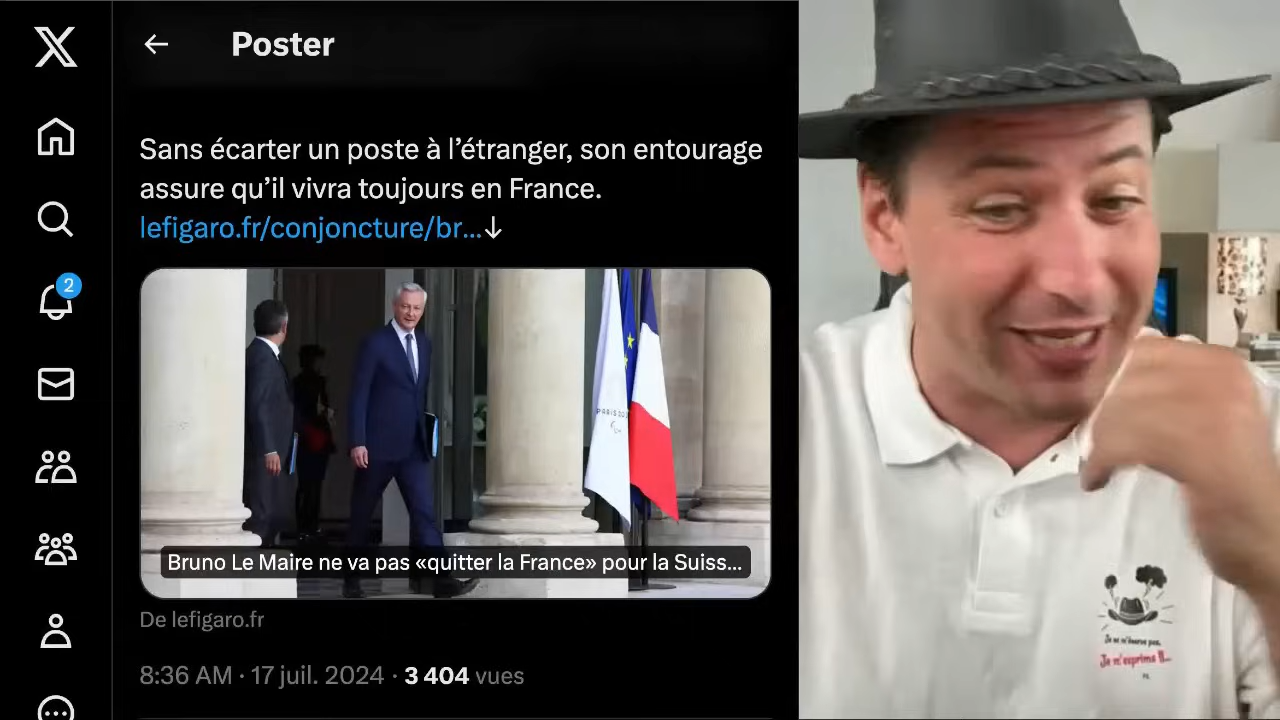 Poster
Sans écarter un poste à l’étranger, son entourage
assure qu’il vivra toujours en France.
lefigaro.fr/conjoncture/br...↓
2
PARIS 202
Bruno Le Maire ne va pas «quitter la France» pour la Suiss...
De lefigaro.fr
8:36 AM · 17 juil. 2024 · 3 404 vues
Je ne m'énerve pas,
Je m'exprime !!...